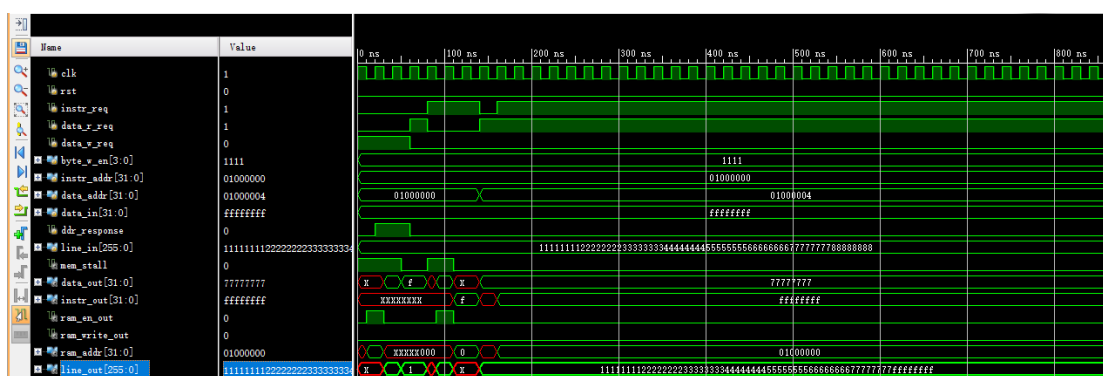 Name Value 0 ns 100 ns 200 ns 300 ns 400 ns 500 ns 600 ns 700 ns 800 ns
clk 1
rst 0
instr_req 1
data_r_req 1
data_w_req 0
byte_w_en[3:0] 1111 1111
instr_addr[31:0] 01000000 01000000
data_addr[31:0] 01000004 01000000 01000004
data_in[31:0] ffffffff ffffffff
ddr_response 0
line_in[255:0] 1111111122222222333333334 1111111122222222333333334444444455555555666666667777777788888888
mem_stall 0
data_out[31:0] 77777777 X f X 77777777
instr_out[31:0] ffffffff XXXXXXXX f ffffffff
ram_en_out 0
ram_write_out 0
ram_addr[31:0] 01000000 XXXXX000 0 01000000
line_out[255:0] 1111111122222222333333334 X 1 X 11111111222222223333333344444444555555556666666677777777ffffffff